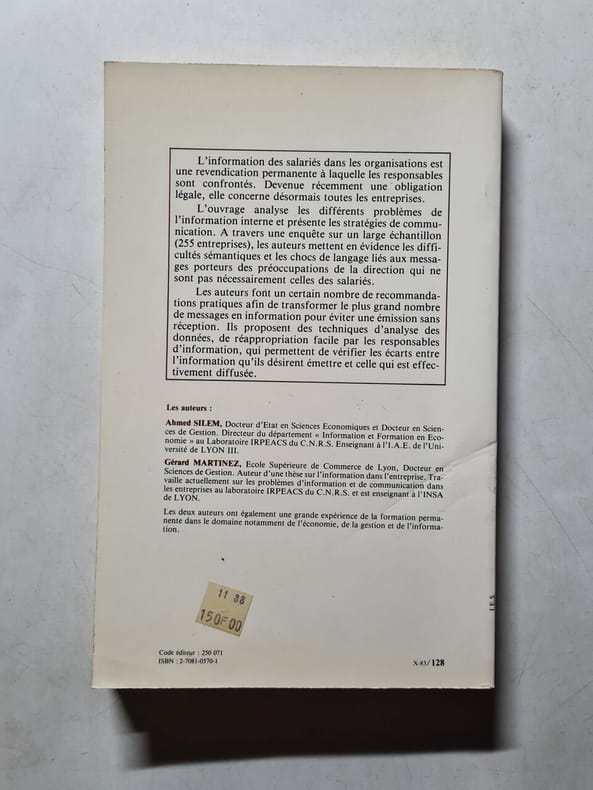 L'information des salariés dans les organisations est
une revendication permanente à laquelle les responsables
sont confrontés. Devenue récemment une obligation
légale, elle concerne désormais toutes les entreprises.
L'ouvrage analyse les différents problèmes de
l'information interne et présente les stratégies de commu-
nication. A travers une enquête sur un large échantillon
(255 entreprises), les auteurs mettent en évidence les diffi-
cultés sémantiques et les chocs de langage liés aux messa-
ges porteurs des préoccupations de la direction qui ne
sont pas nécessairement celles des salariés.
Les auteurs font un certain nombre de recommanda-
tions pratiques afin de transformer le plus grand nombre
de messages en information pour éviter une émission sans
réception. Ils proposent des techniques d'analyse des
données, de réappropriation facile par les responsables
d'information, qui permettent de vérifier les écarts entre
l'information qu'ils désirent émettre et celle qui est effec-
tivement diffusée.
Les auteurs :
Ahmed SILEM, Docteur d'Etat en Sciences Economiques et Docteur en Scien-
ces de Gestion. Directeur du département « Information et Formation en Eco-
nomie » au Laboratoire IRPEACS du C.N.R.S. Enseignant à l'I.A.E. de l'Uni-
versité de LYON III.
Gérard MARTINEZ, Ecole Supérieure de Commerce de Lyon, Docteur en
Sciences de Gestion. Auteur d'une thèse sur l'information dans l'entreprise. Tra-
vaille actuellement sur les problèmes d'information et de communication dans
les entreprises au laboratoire IRPEACS du C.N.R.S. et est enseignant à l'INSA
de LYON.
Les deux auteurs ont également une grande expérience de la formation perma-
nente dans le domaine notamment de l'économie, de la gestion et de l'informa-
tion.
11 88
150F00
Code éditeur : 250 071
ISBN : 2-7081-0570-1
X-83/128